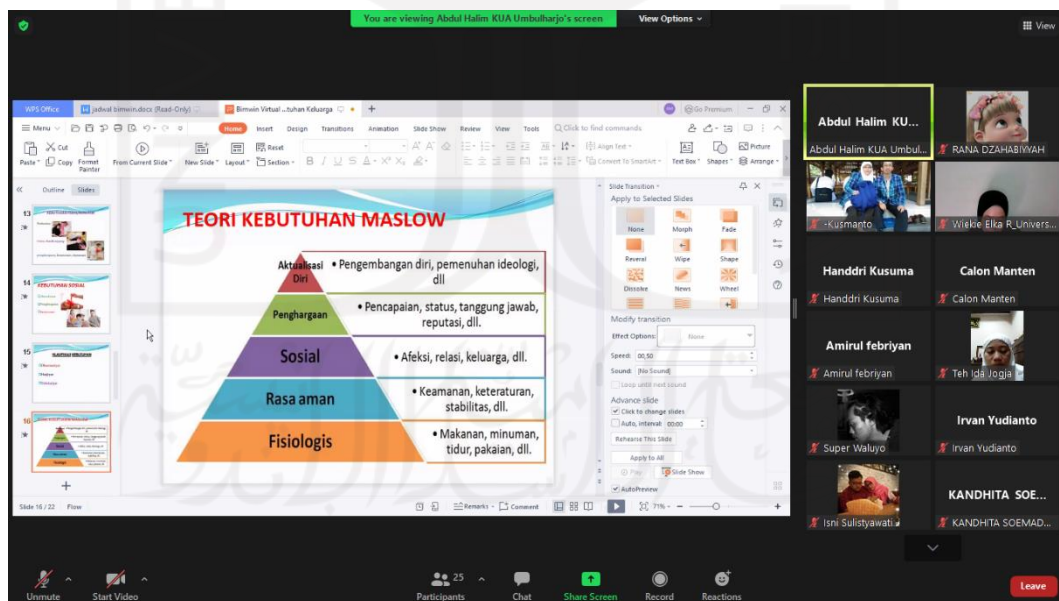 You are viewing Abdul Halim KUA Umbulharjo's screen
View Options
View
WPS Office
jadwal bimwin.docx (Read-Only)
Bimwin Virtual ...tuhan Keluarga
Go Premium
Menu
Home Insert Design Transitions Animation Slide Show Review View Tools
Click to find commands
Paste
Cut
Copy
Format Painter
From Current Slide
New Slide
Layout
Reset
Section
Align Text
Convert to SmartArt
Text Box
Shapes
Picture
Arrange
Outline Slides
13
14
KEBUTUHAN SOSIAL
15
16
TEORI KEBUTUHAN MASLOW
Aktualisasi Diri
• Pengembangan diri, pemenuhan ideologi,
dll
Penghargaan
• Pencapaian, status, tanggung jawab,
reputasi, dll.
Sosial
• Afeksi, relasi, keluarga, dll.
Rasa aman
• Keamanan, keteraturan,
stabilitas, dll.
Fisiologis
• Makanan, minuman,
tidur, pakaian, dll.
Slide Transition
Apply to Selected Slides
None Morph Fade
Reveral Wipe Shape
Dissolve News Wheel
Modify transition
Effect Options: None
Speed: 00,50
Sound: [No Sound]
Loop until next sound
Advance slide
Click to change slides
Auto, interval: 00:00
Rehearse This Slide
Apply to All
Play
Slide Show
AutoPreview
Slide 16 / 22
Flow
Remarks
Comment
71%
Abdul Halim KU...
Abdul Halim KUA Umbul...
RANA DZAHABIYYAH
-Kusmanto
Wiekie Elka R_Univers...
Handdri Kusuma
Handdri Kusuma
Calon Manten
Calon Manten
Amirul febriyan
Amirul febriyan
Teh Ida Jogja
Super Waluyo
Irvan Yudianto
Irvan Yudianto
Isni Sulistyawati
KANDHITA SOE...
KANDHITA SOEMAD...
Unmute
Start Video
25
Participants
Chat
Share Screen
Record
Reactions
Leave